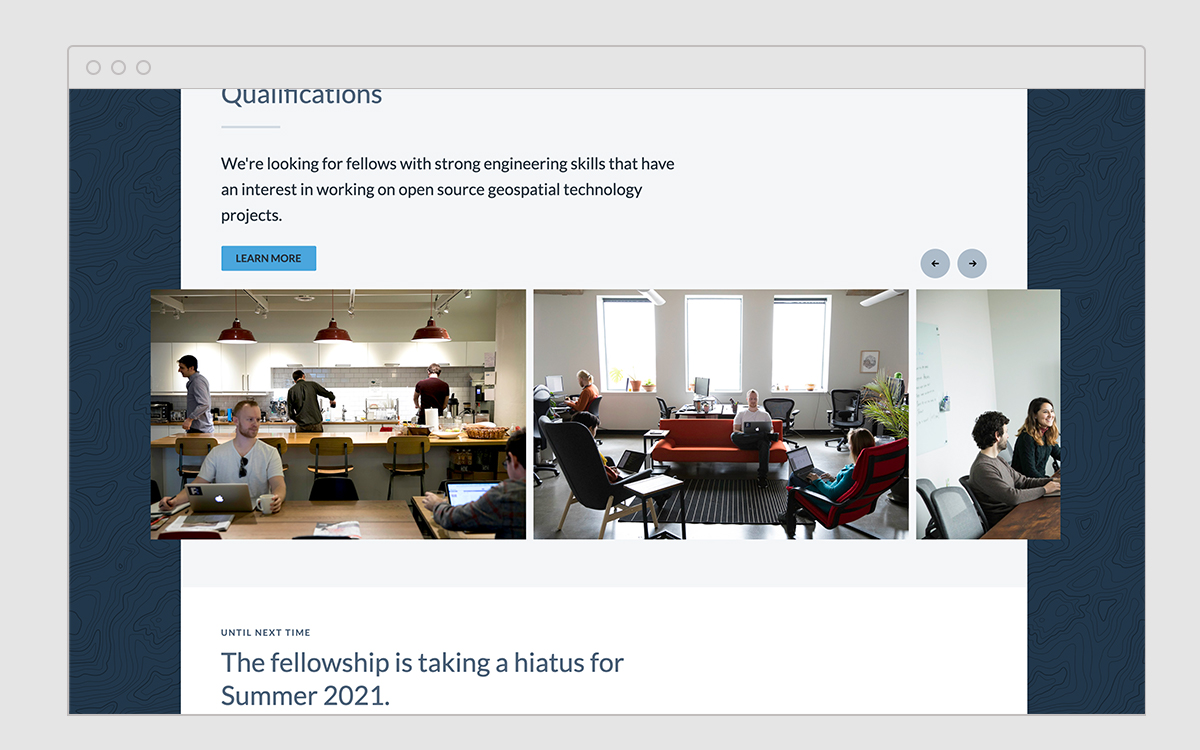 Qualifications
We're looking for fellows with strong engineering skills that have
an interest in working on open source geospatial technology
projects.
LEARN MORE
UNTIL NEXT TIME
The fellowship is taking a hiatus for
Summer 2021.